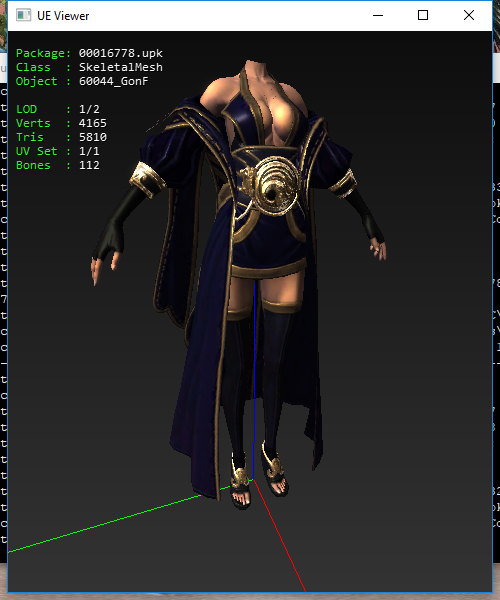 UE Viewer
Package: 00016778.upk
Class : SkeletalMesh
Object : 60044_GonF
LOD : 1/2
Verts : 4165
Tris : 5810
UV Set : 1/1
Bones : 112